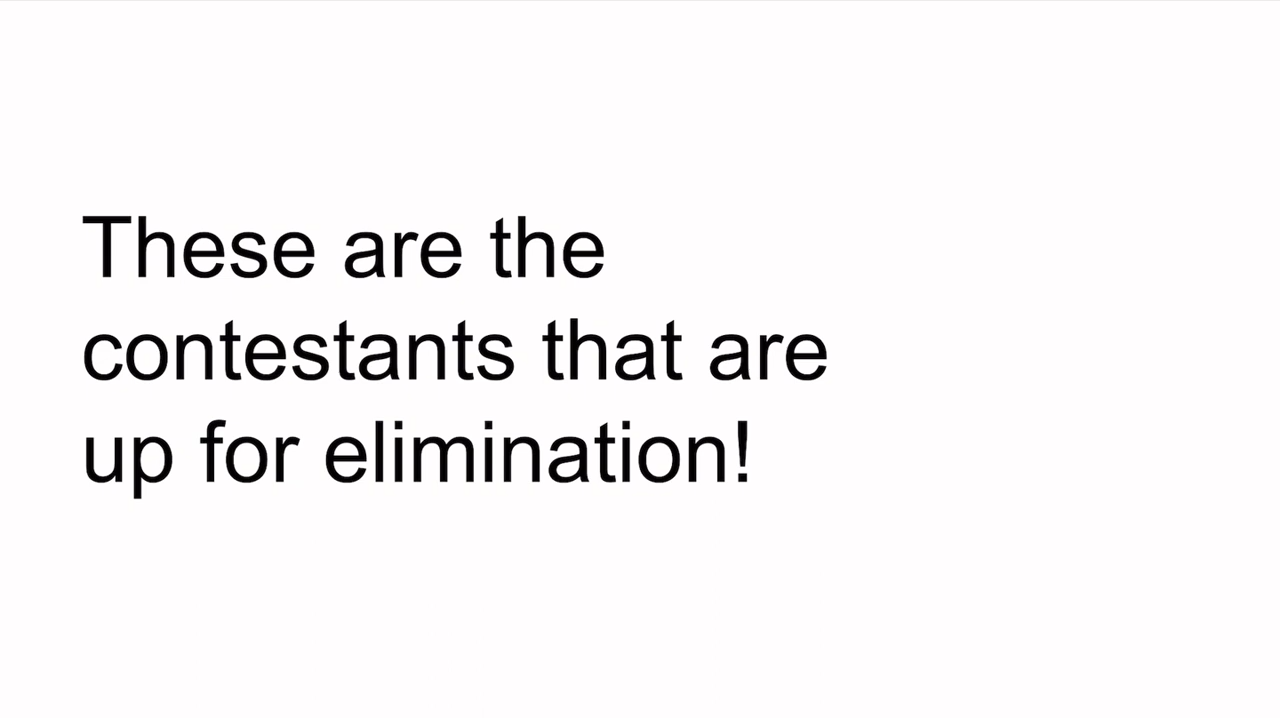 These are the
contestants that are
up for elimination!